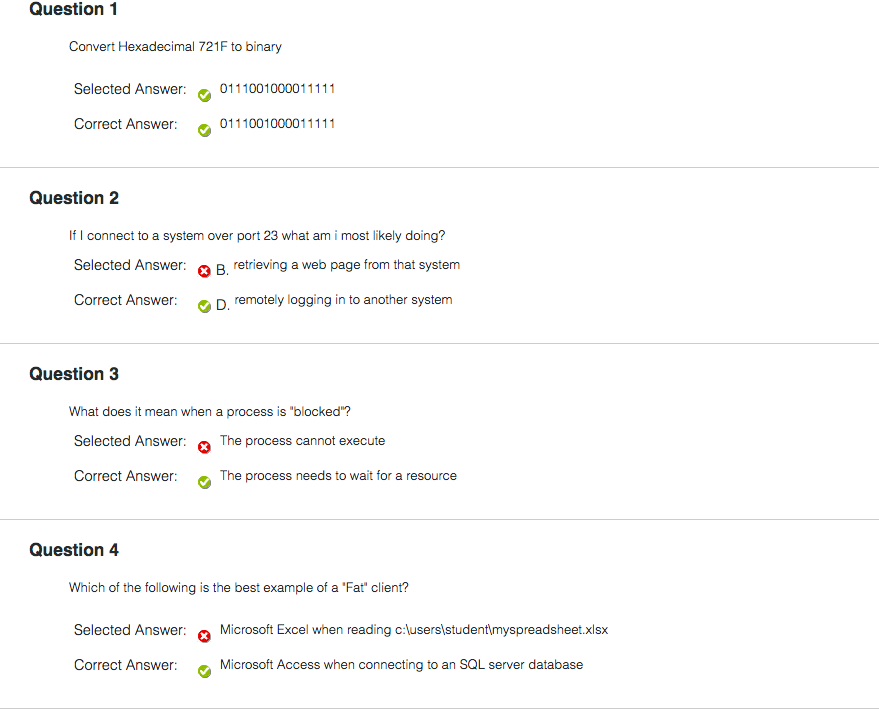 Question 1
Convert Hexadecimal 721F to binary
Selected Answer: 0111001000011111
Correct Answer: 0111001000011111
Question 2
If I connect to a system over port 23 what am i most likely doing?
Selected Answer: B. retrieving a web page from that system
Correct Answer: D. remotely logging in to another system
Question 3
What does it mean when a process is "blocked"?
Selected Answer: The process cannot execute
Correct Answer: The process needs to wait for a resource
Question 4
Which of the following is the best example of a "Fat" client?
Selected Answer: Microsoft Excel when reading c:\users\student\myspreadsheet.xlsx
Correct Answer: Microsoft Access when connecting to an SQL server database